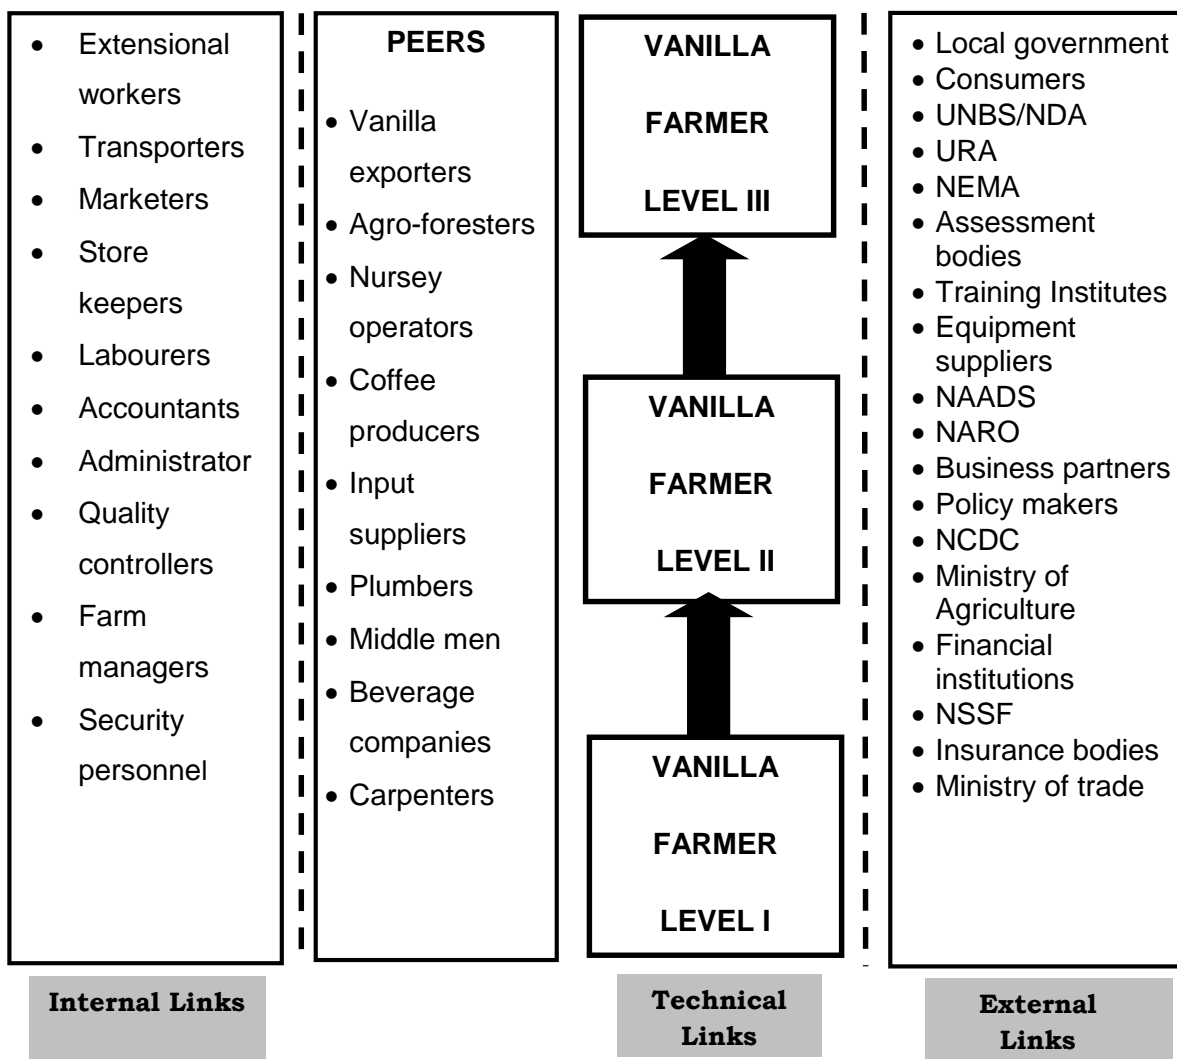 Extensional
workers
Transporters
Marketers
Store
keepers
Labourers
Accountants
Administrator
Quality
controllers
Farm
managers
Security
personnel
PEERS
Vanilla
exporters
Agro-foresters
Nursey
operators
Coffee
producers
Input
suppliers
Plumbers
Middle men
Beverage
companies
Carpenters
VANILLA
FARMER
LEVEL III
VANILLA
FARMER
LEVEL II
VANILLA
FARMER
LEVEL I
Local government
Consumers
UNBS/NDA
URA
NEMA
Assessment
bodies
Training Institutes
Equipment
suppliers
NAADS
NARO
Business partners
Policy makers
NCDC
Ministry of
Agriculture
Financial
institutions
NSSF
Insurance bodies
Ministry of trade
Internal Links
Technical
Links
External
Links